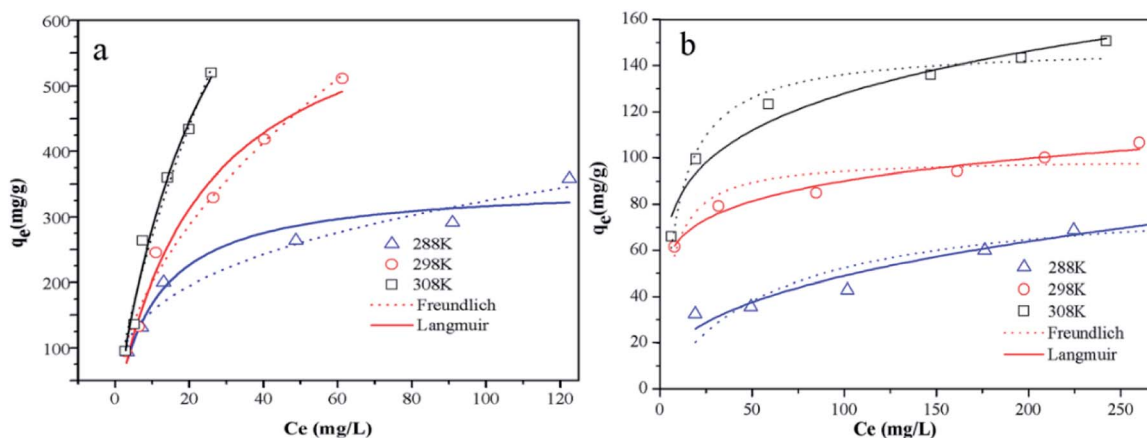 a
qe(mg/g)
600
500
400
300
200
100
288K
298K
308K
Freundlich
Langmuir
0 20 40 60 80 100 120
Ce (mg/L)
b
qe(mg/g)
160
140
120
100
80
60
40
20
0
288K
298K
308K
Freundlich
Langmuir
0 50 100 150 200 250
Ce (mg/L)